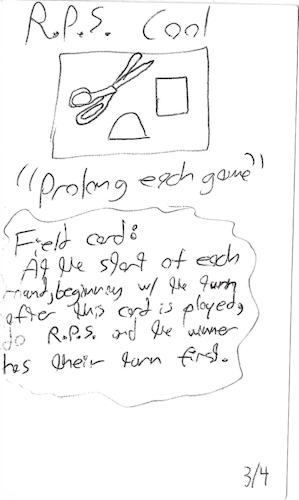 R.P.S. Cool
"Prolong each game"
Field card:
At the start of each
round, beginning w/ the turn
after this card is played,
do R.P.S. and the winner
has their turn first.
3/4